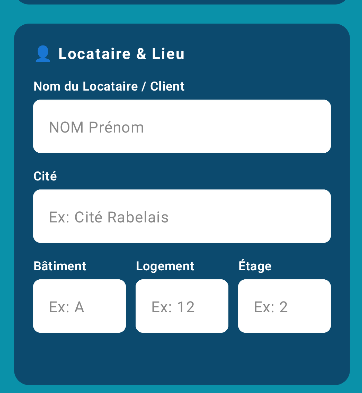 Locataire & Lieu
Nom du Locataire / Client
NOM Prénom
Cité
Ex: Cité Rabelais
Bâtiment Logement Étage
Ex: A Ex: 12 Ex: 2